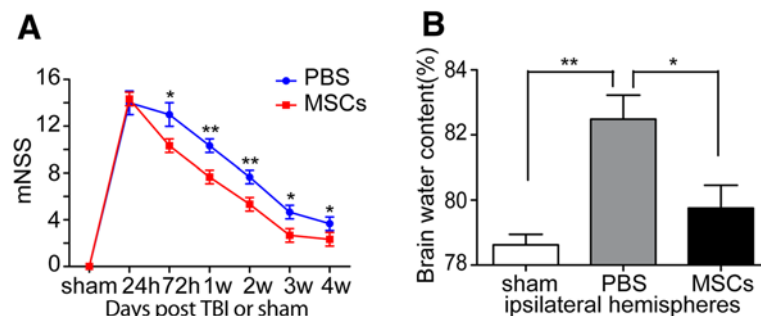 A
mNSS
16
12
8
4
0
PBS
MSCs
*
**
**
*
*
sham 24h 72h 1w 2w 3w 4w
Days post TBI or sham
B
Brain water content(%)
84
82
80
78
**
*
sham PBS MSCs
ipsilateral hemispheres